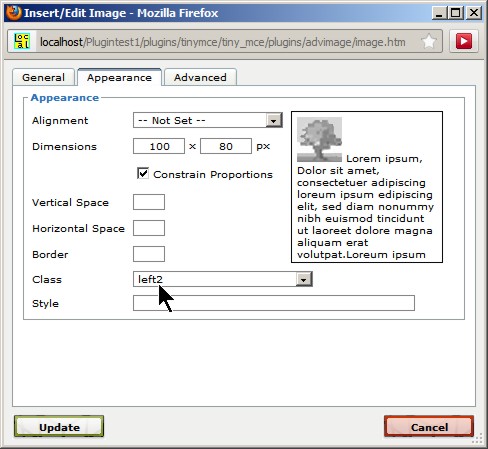 Insert/Edit Image - Mozilla Firefox
localhost/Plugintest1/plugins/tinymce/tiny_mce/plugins/advimage/image.htm
General Appearance Advanced
Appearance
Alignment -- Not Set --
Dimensions 100 x 80 px
Constrain Proportions
Vertical Space
Horizontal Space
Border
Class left2
Style
Lorem ipsum,
Dolor sit amet,
consectetuer adipiscing
loreum ipsum edipiscing
elit, sed diam nonummy
nibh euismod tincidunt
ut laoreet dolore magna
aliquam erat
volutpat.Loreum ipsum
Update Cancel